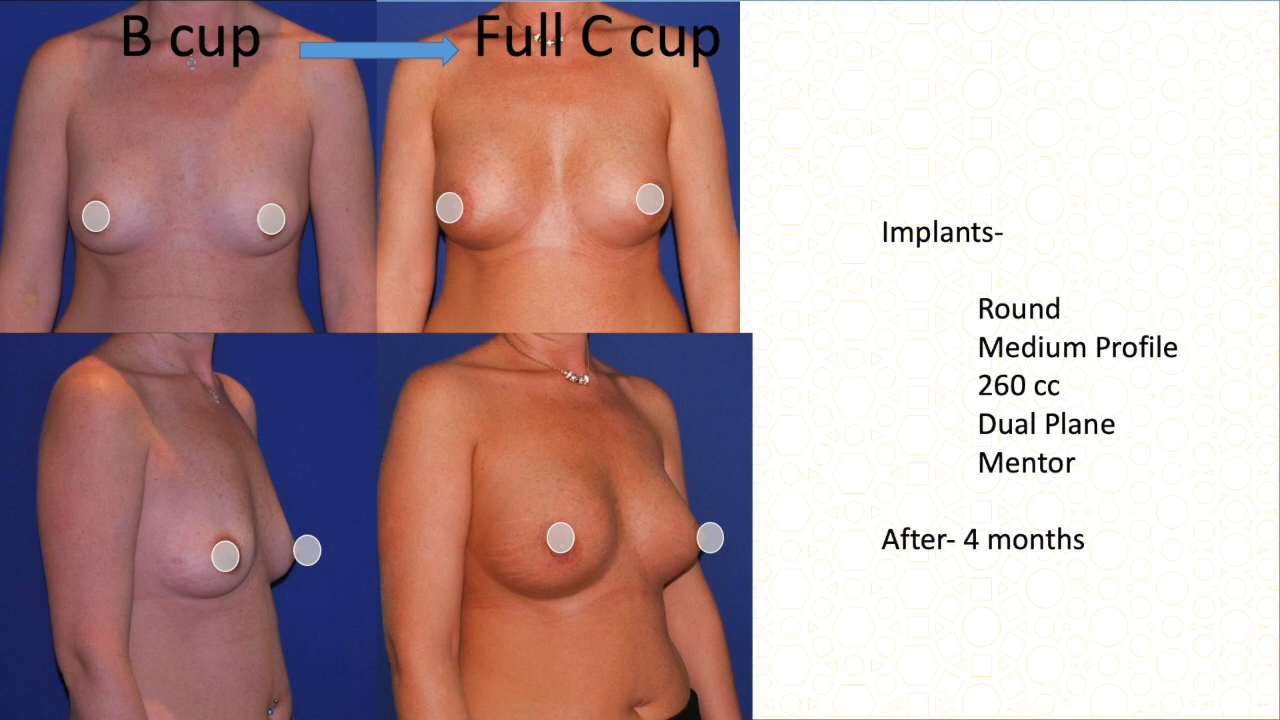 B cup
Full C cup
Implants-
Round
Medium Profile
260 cc
Dual Plane
Mentor
After- 4 months